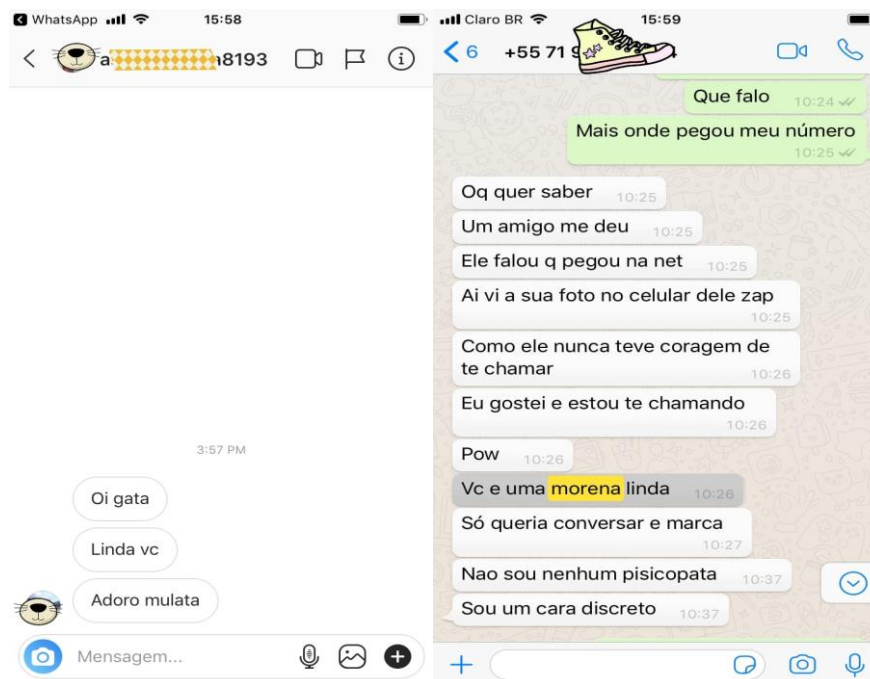 WhatsApp 15:58
a 8193
3:57 PM
Oi gata
Linda vc
Adoro mulata
Mensagem...
Claro BR 15:59
6 +55 71 9
Que falo 10:24
Mais onde pegou meu número
10:25
Oq quer saber 10:25
Um amigo me deu 10:25
Ele falou q pegou na net 10:25
Ai vi a sua foto no celular dele zap
10:25
Como ele nunca teve coragem de
te chamar 10:26
Eu gostei e estou te chamando
10:26
Pow 10:26
Vc e uma morena linda 10:26
Só queria conversar e marca
10:27
Nao sou nenhum pisicopata 10:37
Sou um cara discreto 10:37